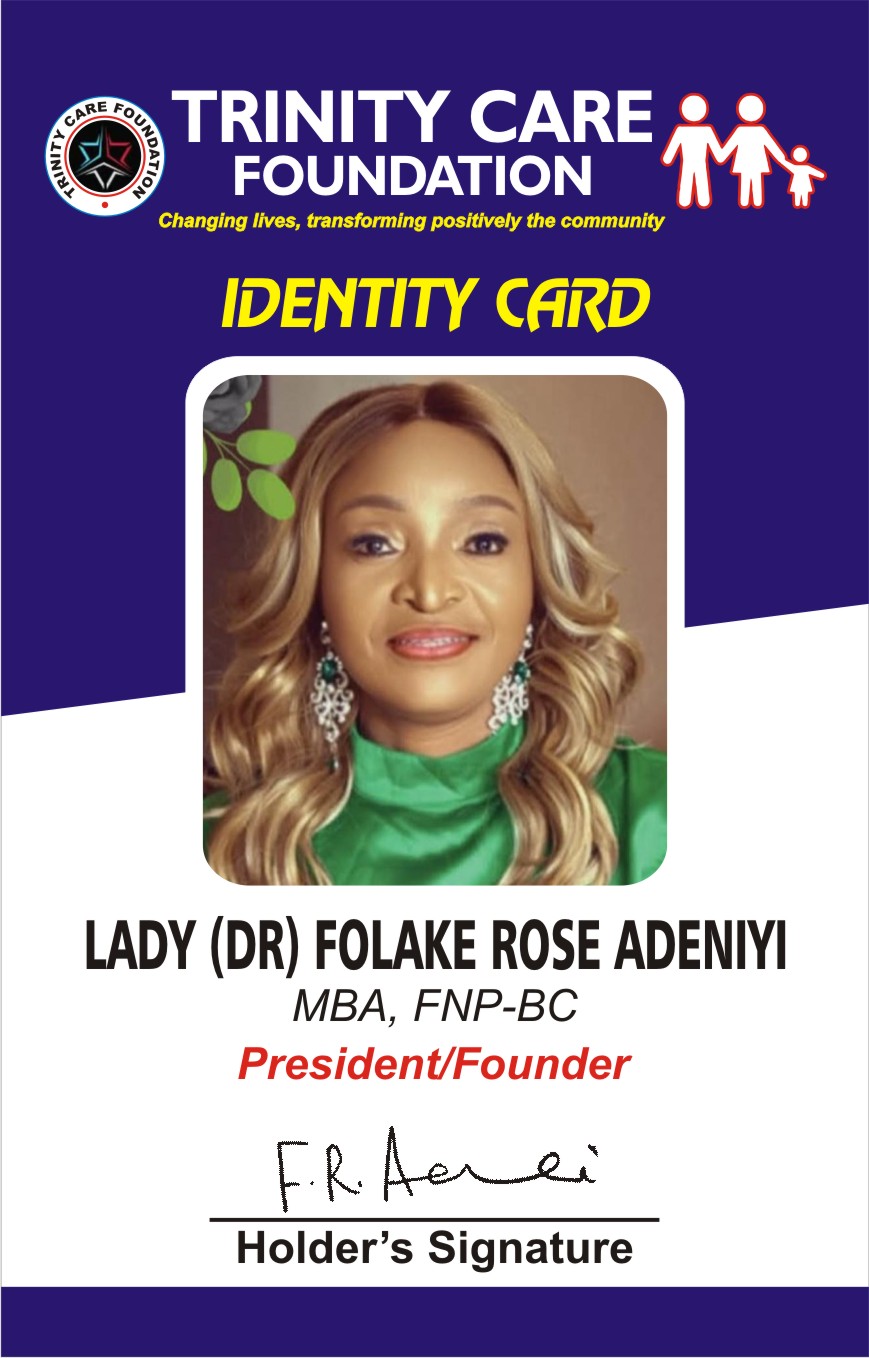 TRINITY CARE FOUNDATION
TRINITY CARE
FOUNDATION
Changing lives, transforming positively the community
IDENTITY CARD
LADY (DR) FOLAKE ROSE ADENIYI
MBA, FNP-BC
President/Founder
F.R. Ade
Holder’s Signature